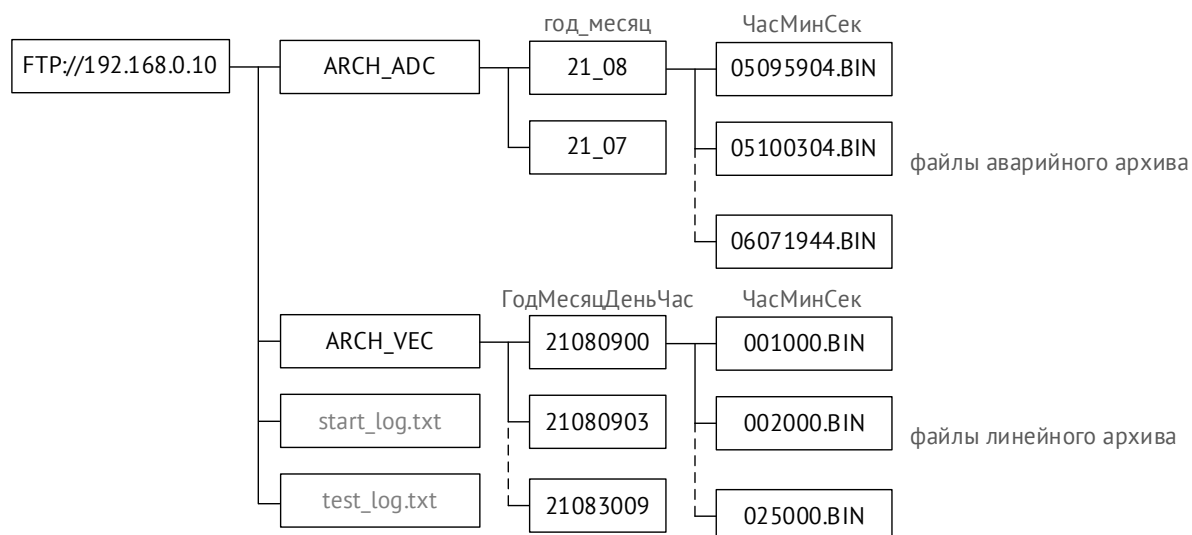 год_месяц
ЧасМинСек
FTP://192.168.0.10
ARCH_ADC
21_08
05095904.BIN
21_07
05100304.BIN
файлы аварийного архива
06071944.BIN
ГодМесяцДеньЧас
ЧасМинСек
ARCH_VEC
21080900
001000.BIN
start_log.txt
21080903
002000.BIN
файлы линейного архива
test_log.txt
21083009
025000.BIN